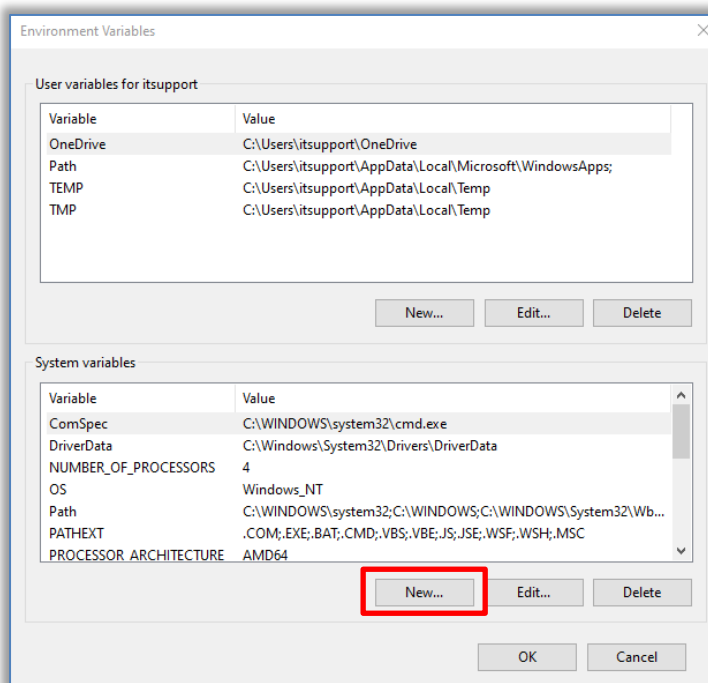 Environment Variables
User variables for itsupport
Variable Value
OneDrive C:\Users\itsupport\OneDrive
Path C:\Users\itsupport\AppData\Local\Microsoft\WindowsApps;
TEMP C:\Users\itsupport\AppData\Local\Temp
TMP C:\Users\itsupport\AppData\Local\Temp
New... Edit... Delete
System variables
Variable Value
ComSpec C:\WINDOWS\system32\cmd.exe
DriverData C:\Windows\System32\Drivers\DriverData
NUMBER_OF_PROCESSORS 4
OS Windows_NT
Path C:\WINDOWS\system32;C:\WINDOWS;C:\WINDOWS\System32\Wb...
PATHEXT .COM;.EXE;.BAT;.CMD;.VBS;.VBE;.JS;.JSE;.WSF;.WSH;.MSC
PROCESSOR_ARCHITECTURE AMD64
New... Edit... Delete
OK Cancel